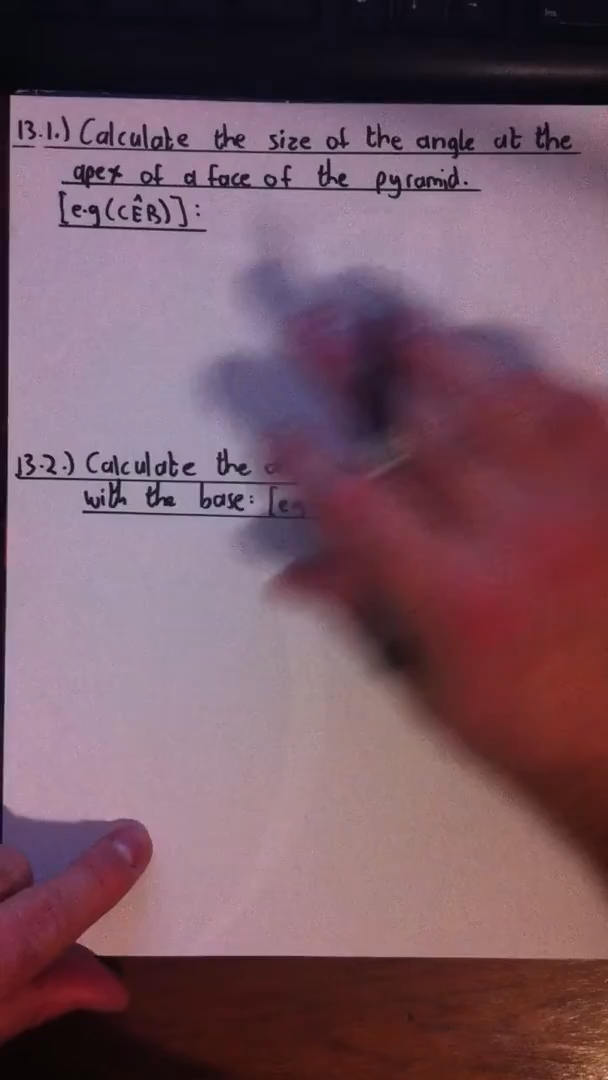 13.1.) Calculate the size of the angle at the
apex of a face of the pyramid.
[e.g (CÊB)]:
13.2.) Calculate the
with the base: [eg